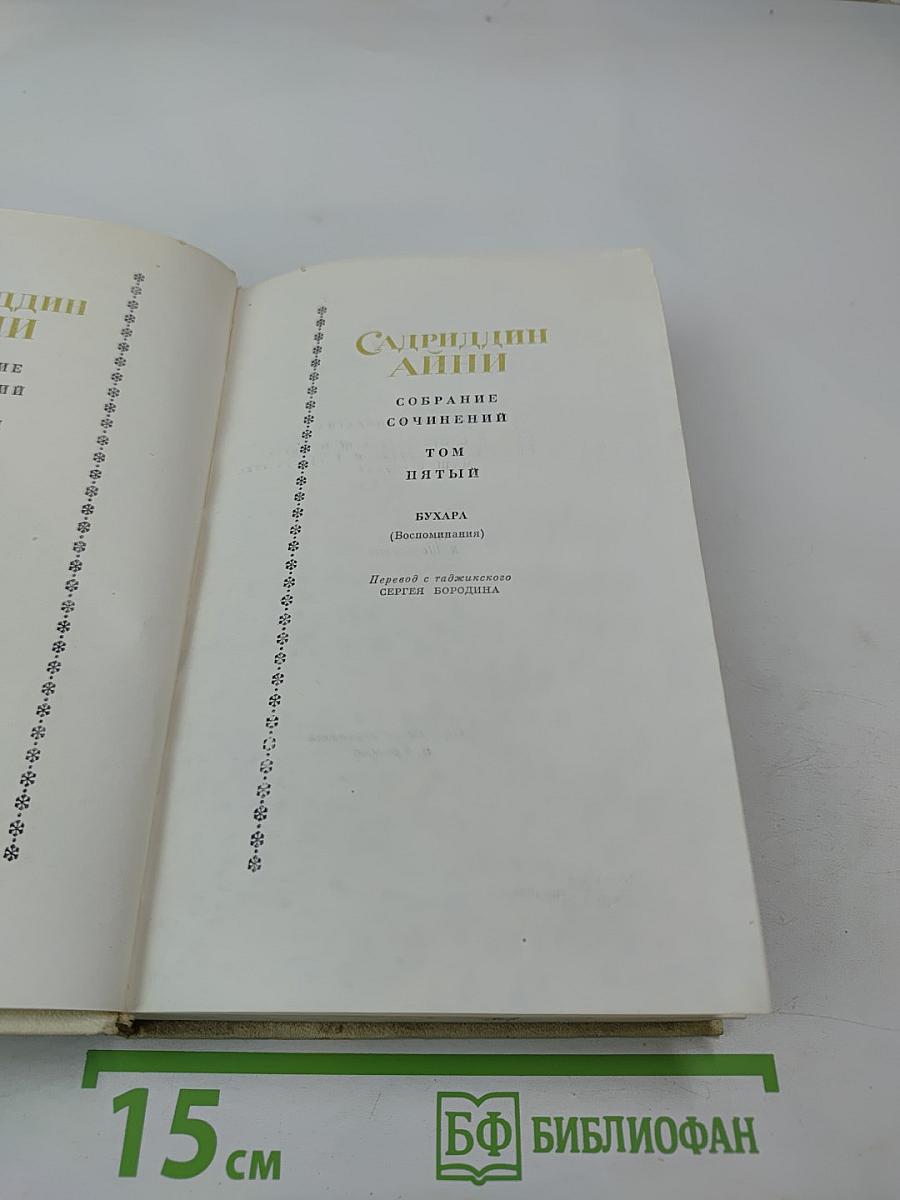 САДРИДДИН
АЙНИ
СОБРАНИЕ
СОЧИНЕНИЙ
ТОМ
ПЯТЫЙ
БУХАРА
(Воспоминания)
Перевод с таджикского
СЕРГЕЯ БОРОДИНА
15 СМ
БФ БИБЛИОФАН